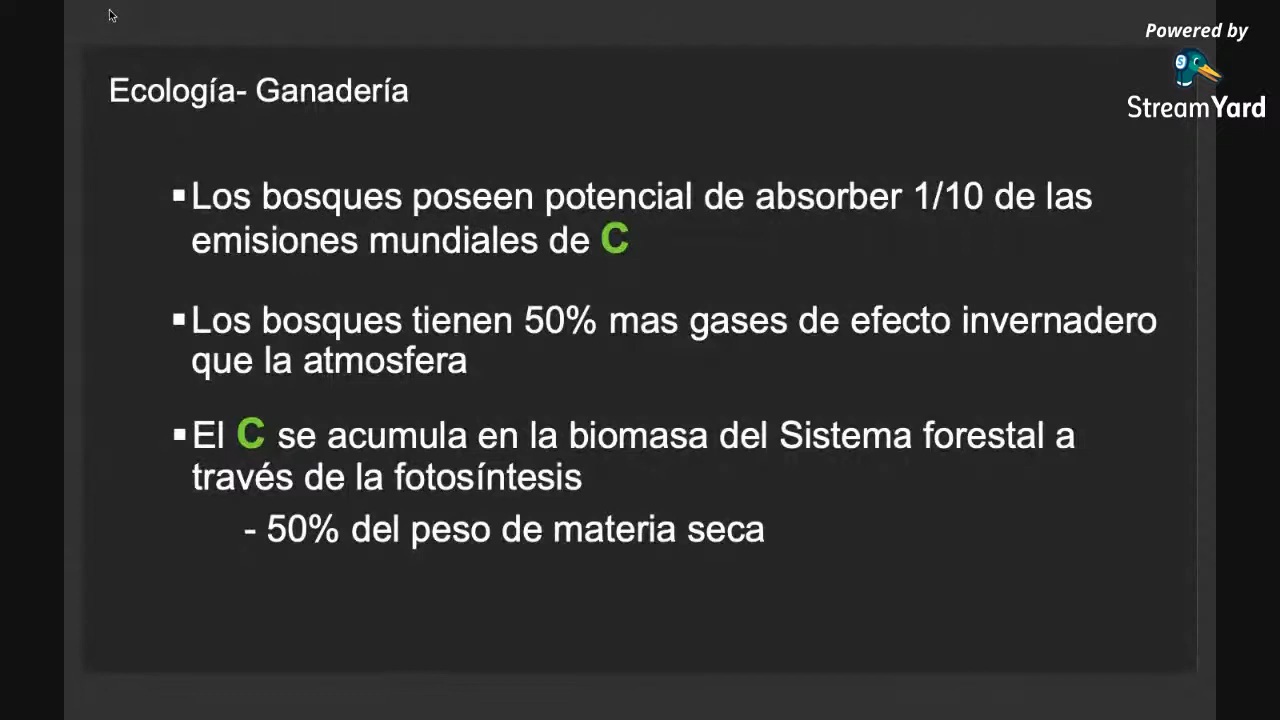 Powered by
StreamYard
Ecología- Ganadería
▪Los bosques poseen potencial de absorber 1/10 de las
emisiones mundiales de C
▪Los bosques tienen 50% mas gases de efecto invernadero
que la atmosfera
▪El C se acumula en la biomasa del Sistema forestal a
través de la fotosíntesis
- 50% del peso de materia seca